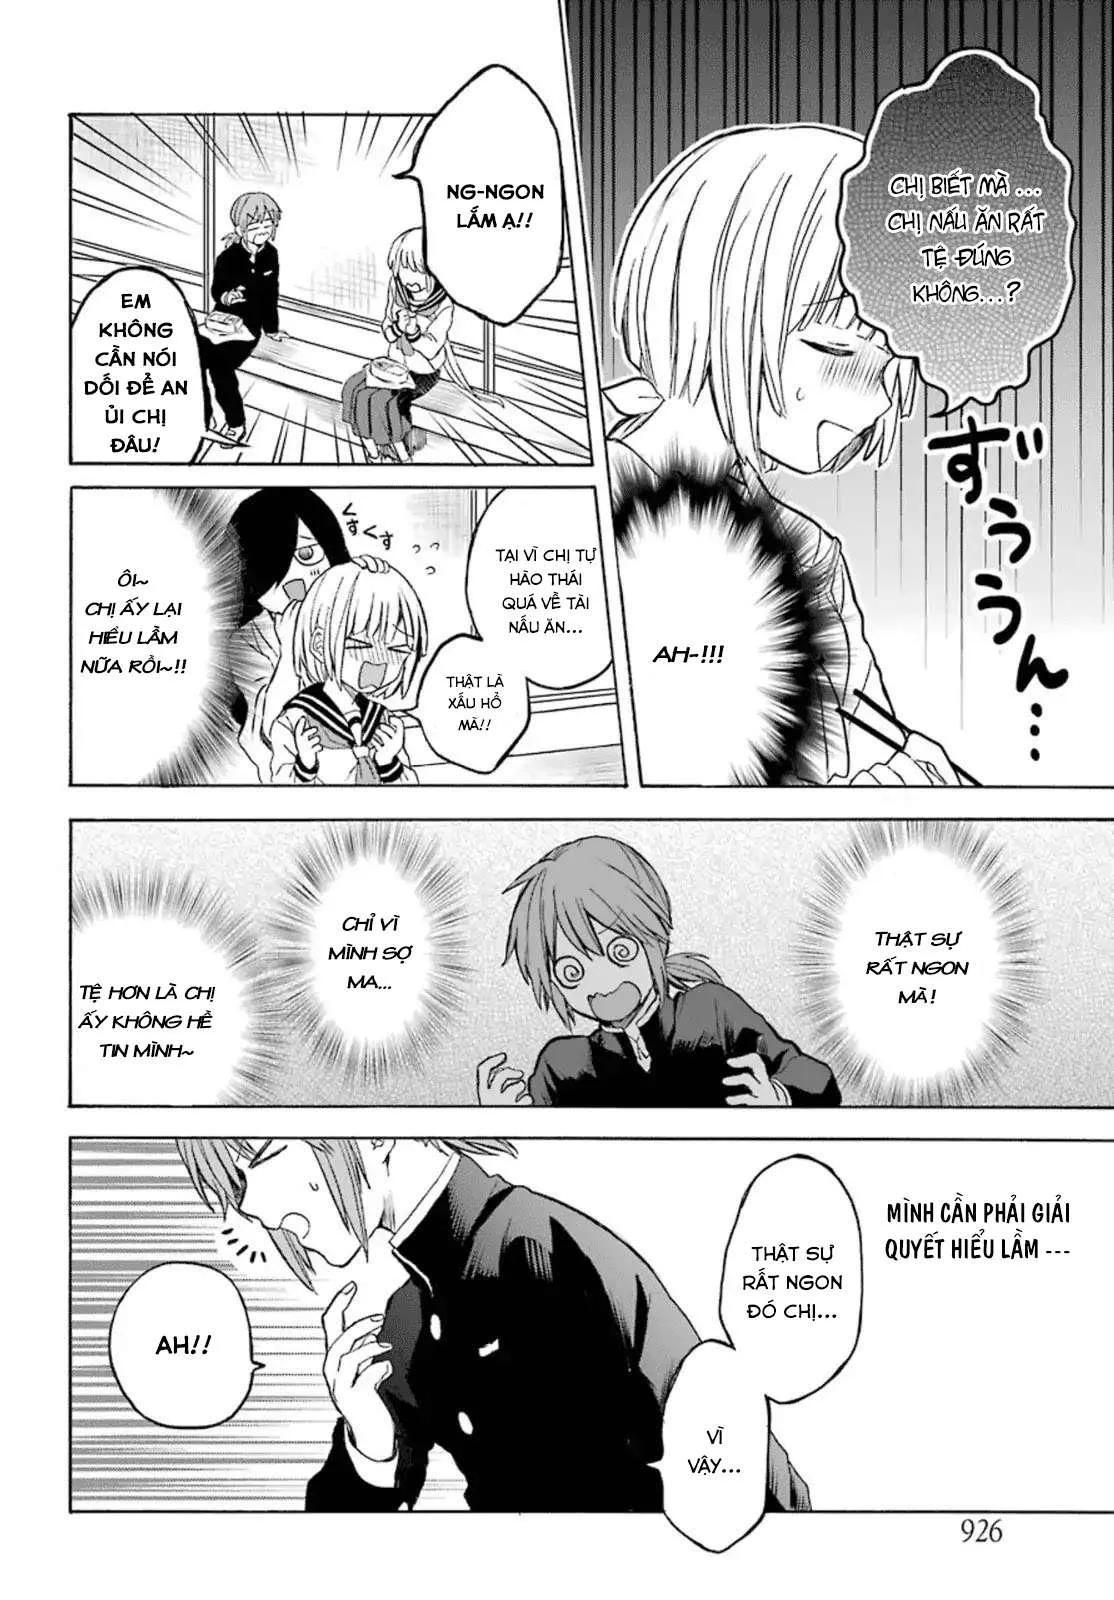 CHỊ BIẾT MÀ ...
CHỊ NẤU ĂN RẤT
TỆ ĐÚNG
KHÔNG...?
ずぅぅぅん...
AH-!!!
NG-NGON
LẮM Ạ!!
EM
KHÔNG
CẦN NÓI
DỐI ĐỂ AN
ỦI CHỊ
ĐÂU!
TẠI VÌ CHỊ TỰ
HÀO THÁI
QUÁ VỀ TÀI
NẤU ĂN...
THẬT LÀ
XẤU HỔ
MÀ!!
くすくす
ÔI~
CHỊ ẤY LẠI
HIỂU LẦM
NỮA RỒI~!!
THẬT SỰ
RẤT NGON
MÀ!
CHỈ VÌ
MÌNH SỢ
MA...
TỆ HƠN LÀ CHỊ
ẤY KHÔNG HỀ
TIN MÌNH~
MÌNH CẦN PHẢI GIẢI
QUYẾT HIỂU LẦM ---
THẬT SỰ
RẤT NGON
ĐÓ CHỊ...
VÌ
VẬY...
AH!!
926